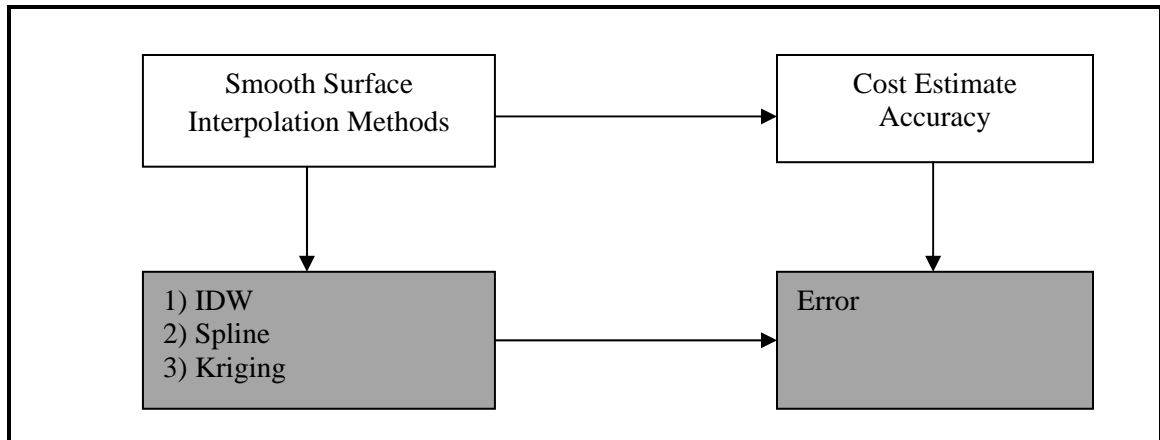 Smooth Surface
Interpolation Methods
Cost Estimate
Accuracy
1) IDW
2) Spline
3) Kriging
Error